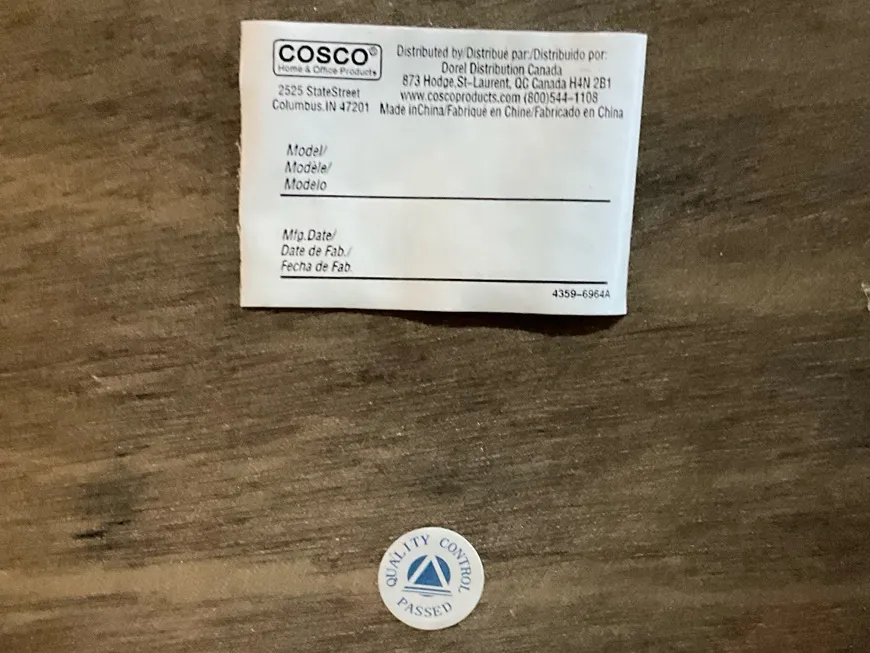 COSCO®
Home & Office Products
2525 StateStreet
Columbus.IN 47201
Distributed by/Distribué par:/Distribuido por:
Dorel Distribution Canada
873 Hodge,St-Laurent, QC Canada H4N 2B1
www.coscoproducts.com (800)544-1108
Made inChina/Fabriqué en Chine/Fabricado en China
Model/
Modèle/
Modelo
Mfg.Date/
Date de Fab./
Fecha de Fab.
4359-6964A
QUALITY CONTROL
PASSED